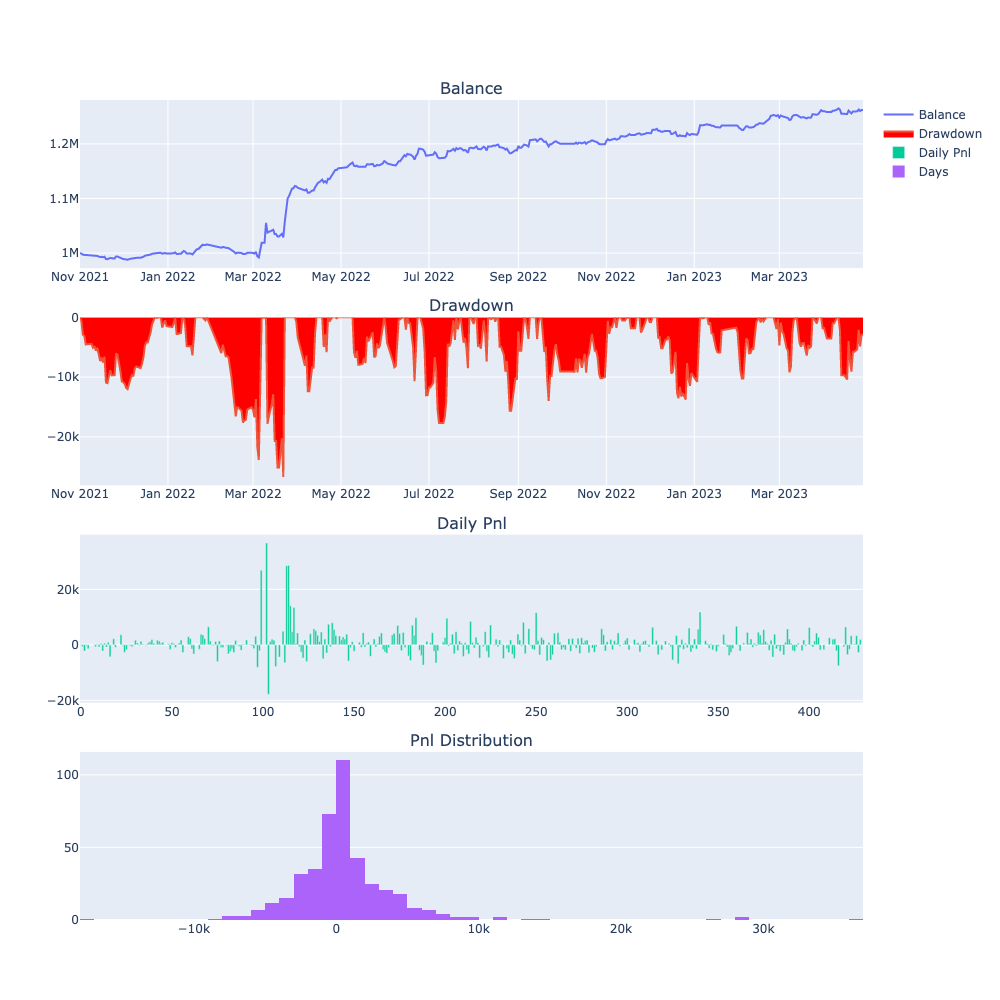 Balance
1.2M
1.1M
1M
Nov 2021 Jan 2022 Mar 2022 May 2022 Jul 2022 Sep 2022 Nov 2022 Jan 2023 Mar 2023
Balance
Drawdown
Daily Pnl
Days
Drawdown
0
−10k
−20k
Nov 2021 Jan 2022 Mar 2022 May 2022 Jul 2022 Sep 2022 Nov 2022 Jan 2023 Mar 2023
Daily Pnl
20k
0
−20k
0 50 100 150 200 250 300 350 400
Pnl Distribution
100
50
0
−10k 0 10k 20k 30k